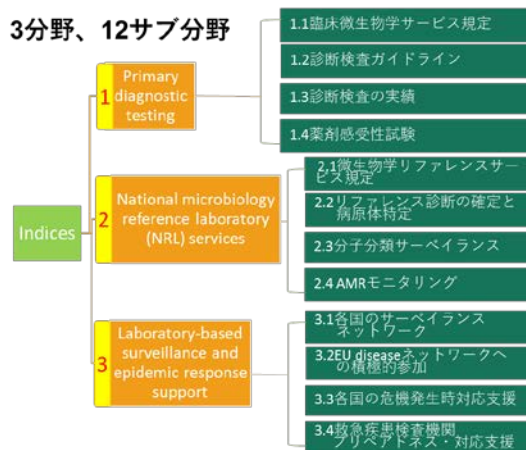 3分野、12サブ分野
Indices
1
Primary
diagnostic
testing
1.1臨床微生物学サービス規定
1.2診断検査ガイドライン
1.3診断検査の実績
1.4薬剤感受性試験
2
National microbiology
reference laboratory
(NRL) services
2.1微生物学リファレンスサー
ビス規定
2.2リファレンス診断の確定と
病原体特定
2.3分子分類サーベイランス
2.4 AMRモニタリング
3
Laboratory-based
surveillance and
epidemic response
support
3.1各国のサーベイランス
ネットワーク
3.2EU diseaseネットワークへ
の積極的参加
3.3各国の危機発生時対応支援
3.4救急疾患検査機関
プリペアドネス・対応支援